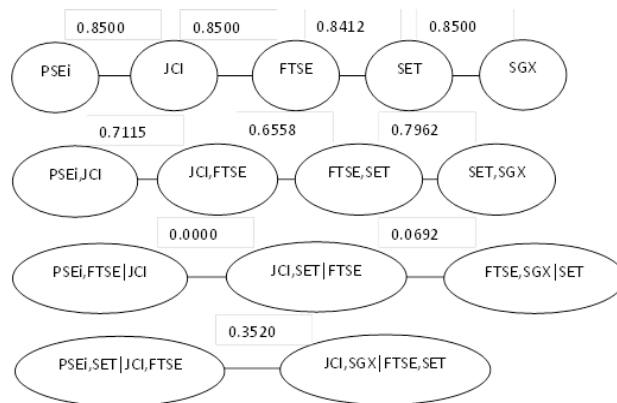 0.8500 0.8500 0.8412 0.8500
PSEi JCI FTSE SET SGX
0.7115 0.6558 0.7962
PSEi,JCI JCI,FTSE FTSE,SET SET,SGX
0.0000 0.0692
PSEi,FTSE|JCI JCI,SET|FTSE FTSE,SGX|SET
0.3520
PSEi,SET|JCI,FTSE JCI,SGX|FTSE,SET